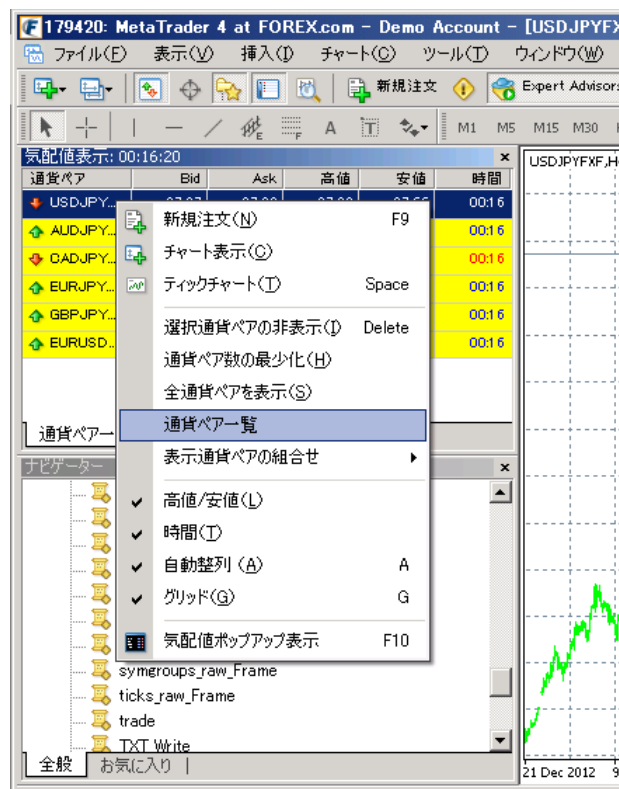 179420: MetaTrader 4 at FOREX.com - Demo Account - [USDJPYFX
ファイル(F) 表示(V) 挿入(I) チャート(C) ツール(T) ウィンドウ(W)
新規注文 Expert Advisors
A T M1 M5 M15 M30
気配値表示: 00:16:20 ×
通貨ペア Bid Ask 高値 安値 時間
USDJPY... 00:16
AUDJPY... 00:16
CADJPY... 00:16
EURJPY... 00:16
GBPJPY... 00:16
EURUSD... 00:16
新規注文(N) F9
チャート表示(C)
ティックチャート(T) Space
選択通貨ペアの非表示(I) Delete
通貨ペア数の最少化(H)
全通貨ペアを表示(S)
通貨ペア一覧
表示通貨ペアの組合せ
高値/安値(L)
時間(T)
自動整列 (A) A
グリッド(G) G
気配値ポップアップ表示 F10
通貨ペア一
ナビゲーター ×
symgroups_raw_Frame
ticks_raw_Frame
trade
TXT Write
全般 お気に入り
USDJPYFXF,H
21 Dec 2012